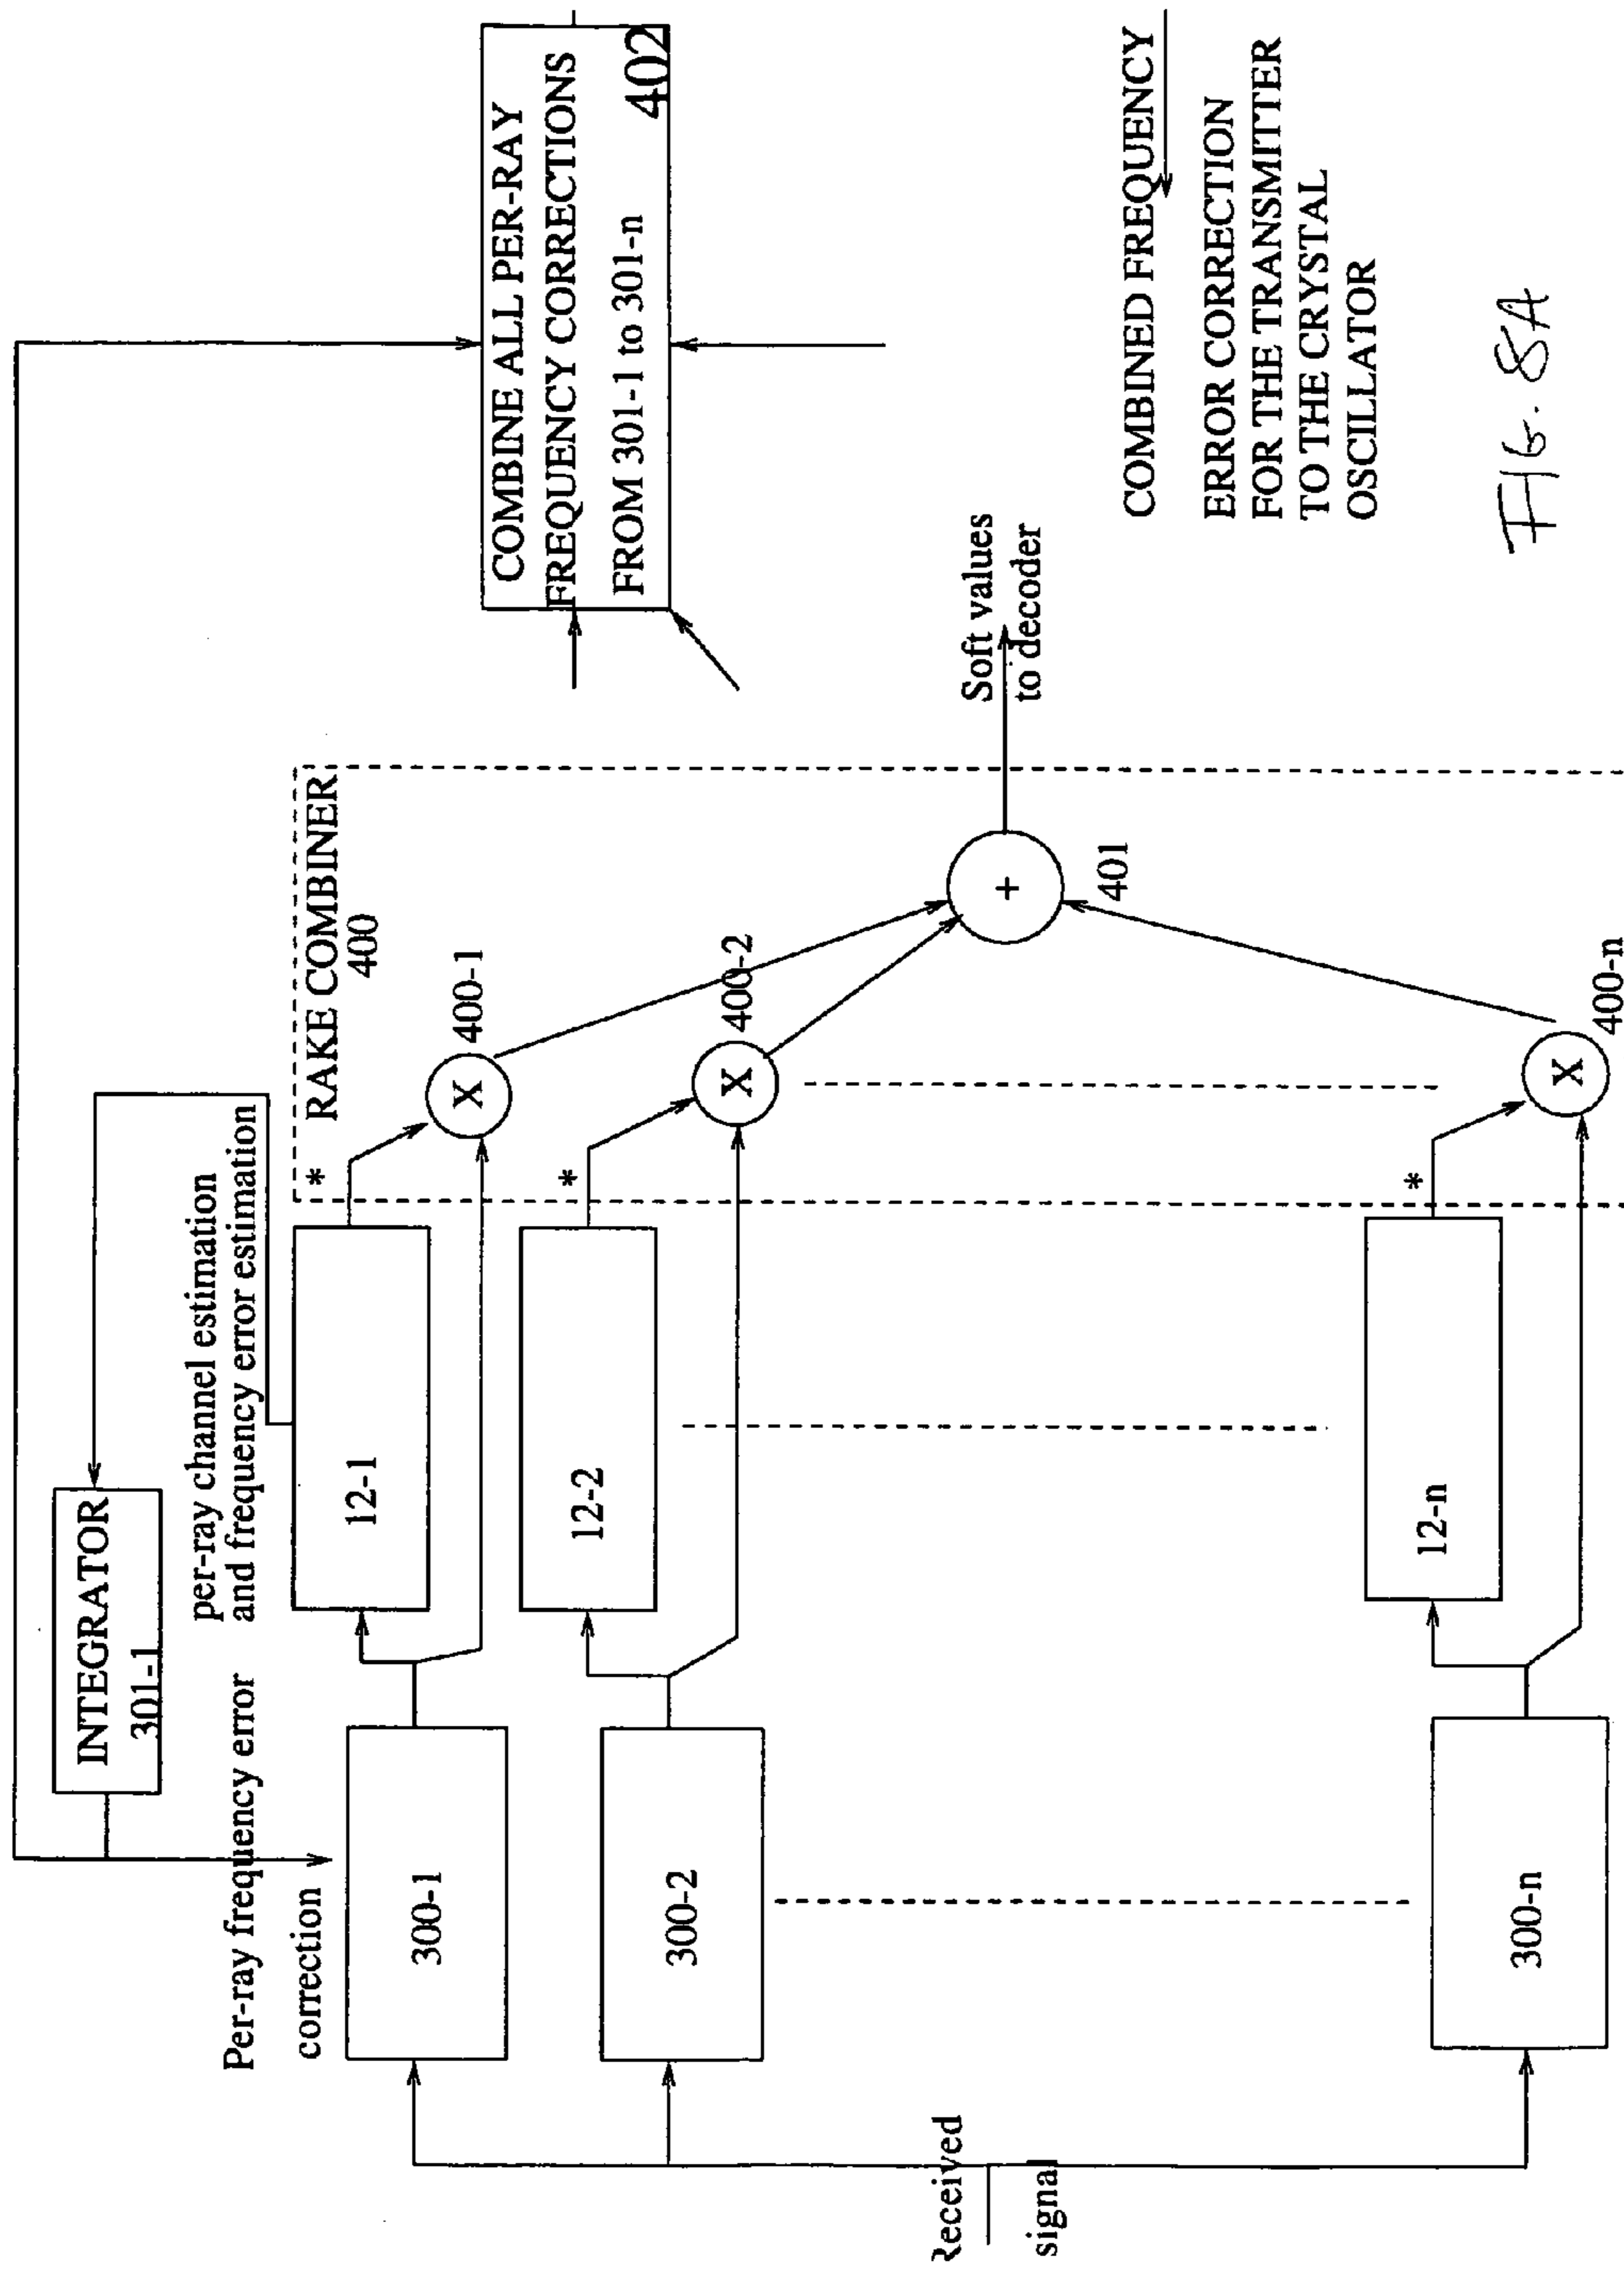 INTEGRATOR
301-1
per-ray channel estimation
and frequency error estimation
Per-ray frequency error
correction
COMBINE ALL PER-RAY
FREQUENCY CORRECTIONS
FROM 301-1 to 301-n
402
RAKE COMBINER
400
300-1
12-1
*
X
400-1
300-2
12-2
*
X
400-2
+
401
Soft values
to decoder
Received
signal
300-n
12-n
*
X
400-n
COMBINED FREQUENCY
ERROR CORRECTION
FOR THE TRANSMITTER
TO THE CRYSTAL
OSCILLATOR
FIG. 8A